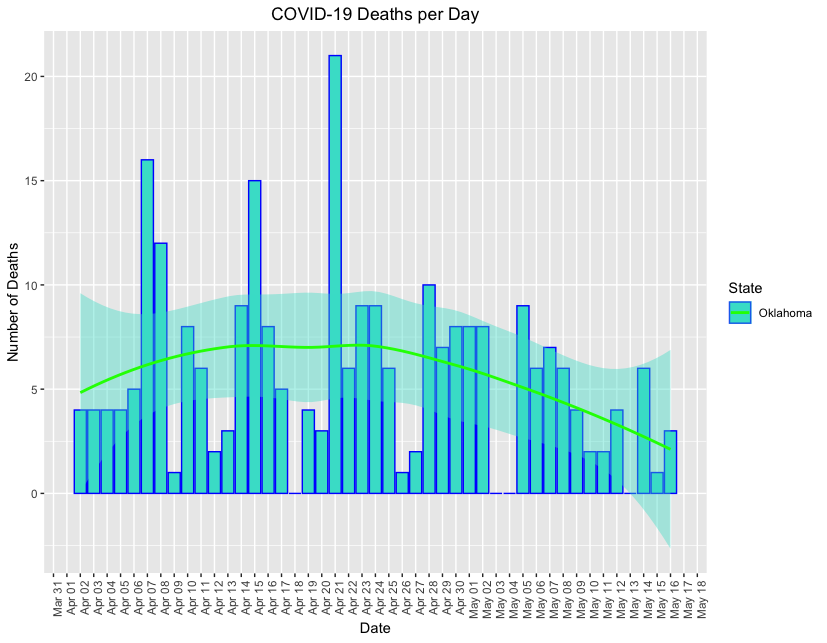 COVID-19 Deaths per Day
Number of Deaths
20
15
10
5
0
Mar 31
Apr 01
Apr 02
Apr 03
Apr 04
Apr 05
Apr 06
Apr 07
Apr 08
Apr 09
Apr 10
Apr 11
Apr 12
Apr 13
Apr 14
Apr 15
Apr 16
Apr 17
Apr 18
Apr 19
Apr 20
Apr 21
Apr 22
Apr 23
Apr 24
Apr 25
Apr 26
Apr 27
Apr 28
Apr 29
Apr 30
May 01
May 02
May 03
May 04
May 05
May 06
May 07
May 08
May 09
May 10
May 11
May 12
May 13
May 14
May 15
May 16
May 17
May 18
Date
State
Oklahoma